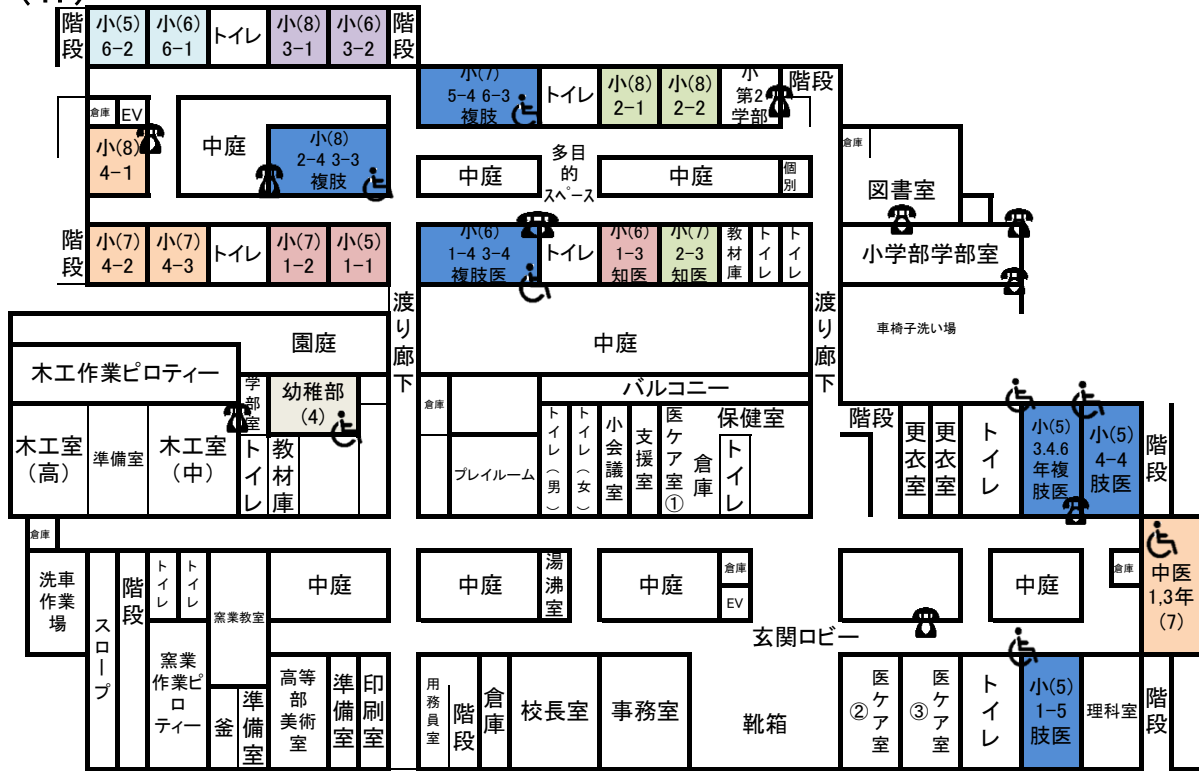 階段
小(5)
6-2
小(6)
6-1
トイレ
小(8)
3-1
小(6)
3-2
階段
小(7)
5-4 6-3
複肢
トイレ
小(8)
2-1
小(8)
2-2
小
第2
学部
階段
倉庫
EV
小(8)
4-1
中庭
小(8)
2-4 3-3
複肢
中庭
多目
的
スペース
中庭
個別
倉庫
図書室
階段
小(7)
4-2
小(7)
4-3
トイレ
小(7)
1-2
小(5)
1-1
小(6)
1-4 3-4
複肢医
トイレ
小(6)
1-3
知医
小(7)
2-3
知医
教材庫
トイレ
トイレ
小学部学部室
渡り廊下
渡り廊下
車椅子洗い場
園庭
中庭
木工作業ピロティー
学部室
幼稚部
(4)
倉庫
バルコニー
木工室
(高)
準備室
木工室
(中)
トイレ
教材庫
プレイルーム
トイレ(男)
トイレ(女)
小会議室
支援室
医ケア室①
倉庫
保健室
トイレ
階段
更衣室
更衣室
トイレ
小(5)
3.4.6
年複
肢医
小(5)
4-4
肢医
階段
倉庫
洗車
作業
場
スロープ
階段
トイレ
トイレ
窯業教室
中庭
中庭
湯沸室
中庭
倉庫
EV
中庭
倉庫
中医
1,3年
(7)
玄関ロビー
窯業
作業ピ
ロ
ティー
釜
準備室
高等
部
美術
室
準備室
印刷室
用務員室
階段
倉庫
校長室
事務室
靴箱
医ケア室
②
医ケア室
③
トイレ
小(5)
1-5
肢医
理科室
階段